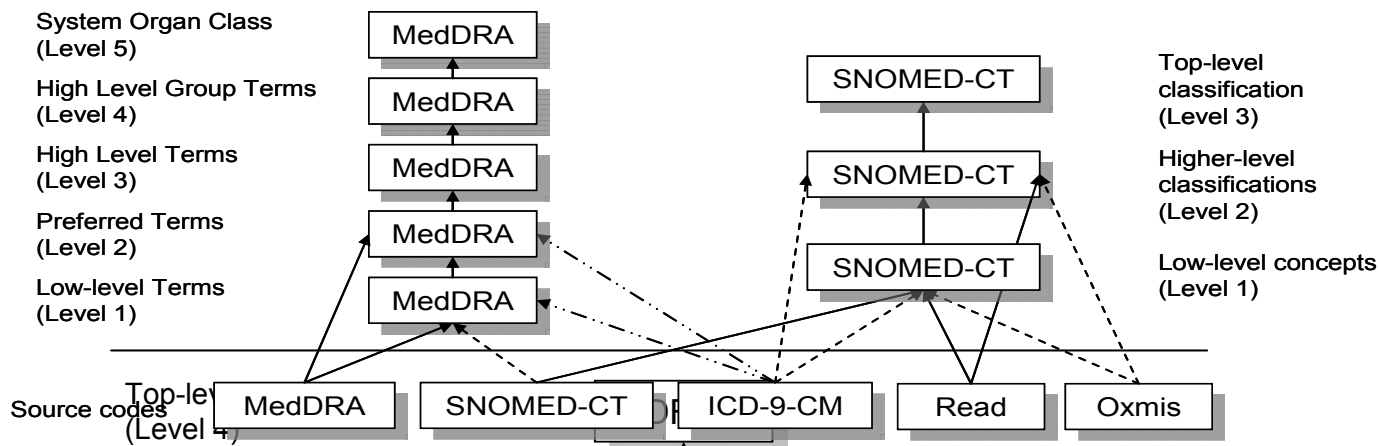 System Organ Class
(Level 5)
MedDRA
High Level Group Terms
(Level 4)
MedDRA
High Level Terms
(Level 3)
MedDRA
Preferred Terms
(Level 2)
MedDRA
Low-level Terms
(Level 1)
MedDRA
SNOMED-CT
Top-level
classification
(Level 3)
SNOMED-CT
Higher-level
classifications
(Level 2)
SNOMED-CT
Low-level concepts
(Level 1)
Source codes
(Level 4)
MedDRA
SNOMED-CT
ICD-9-CM
Read
Oxmis